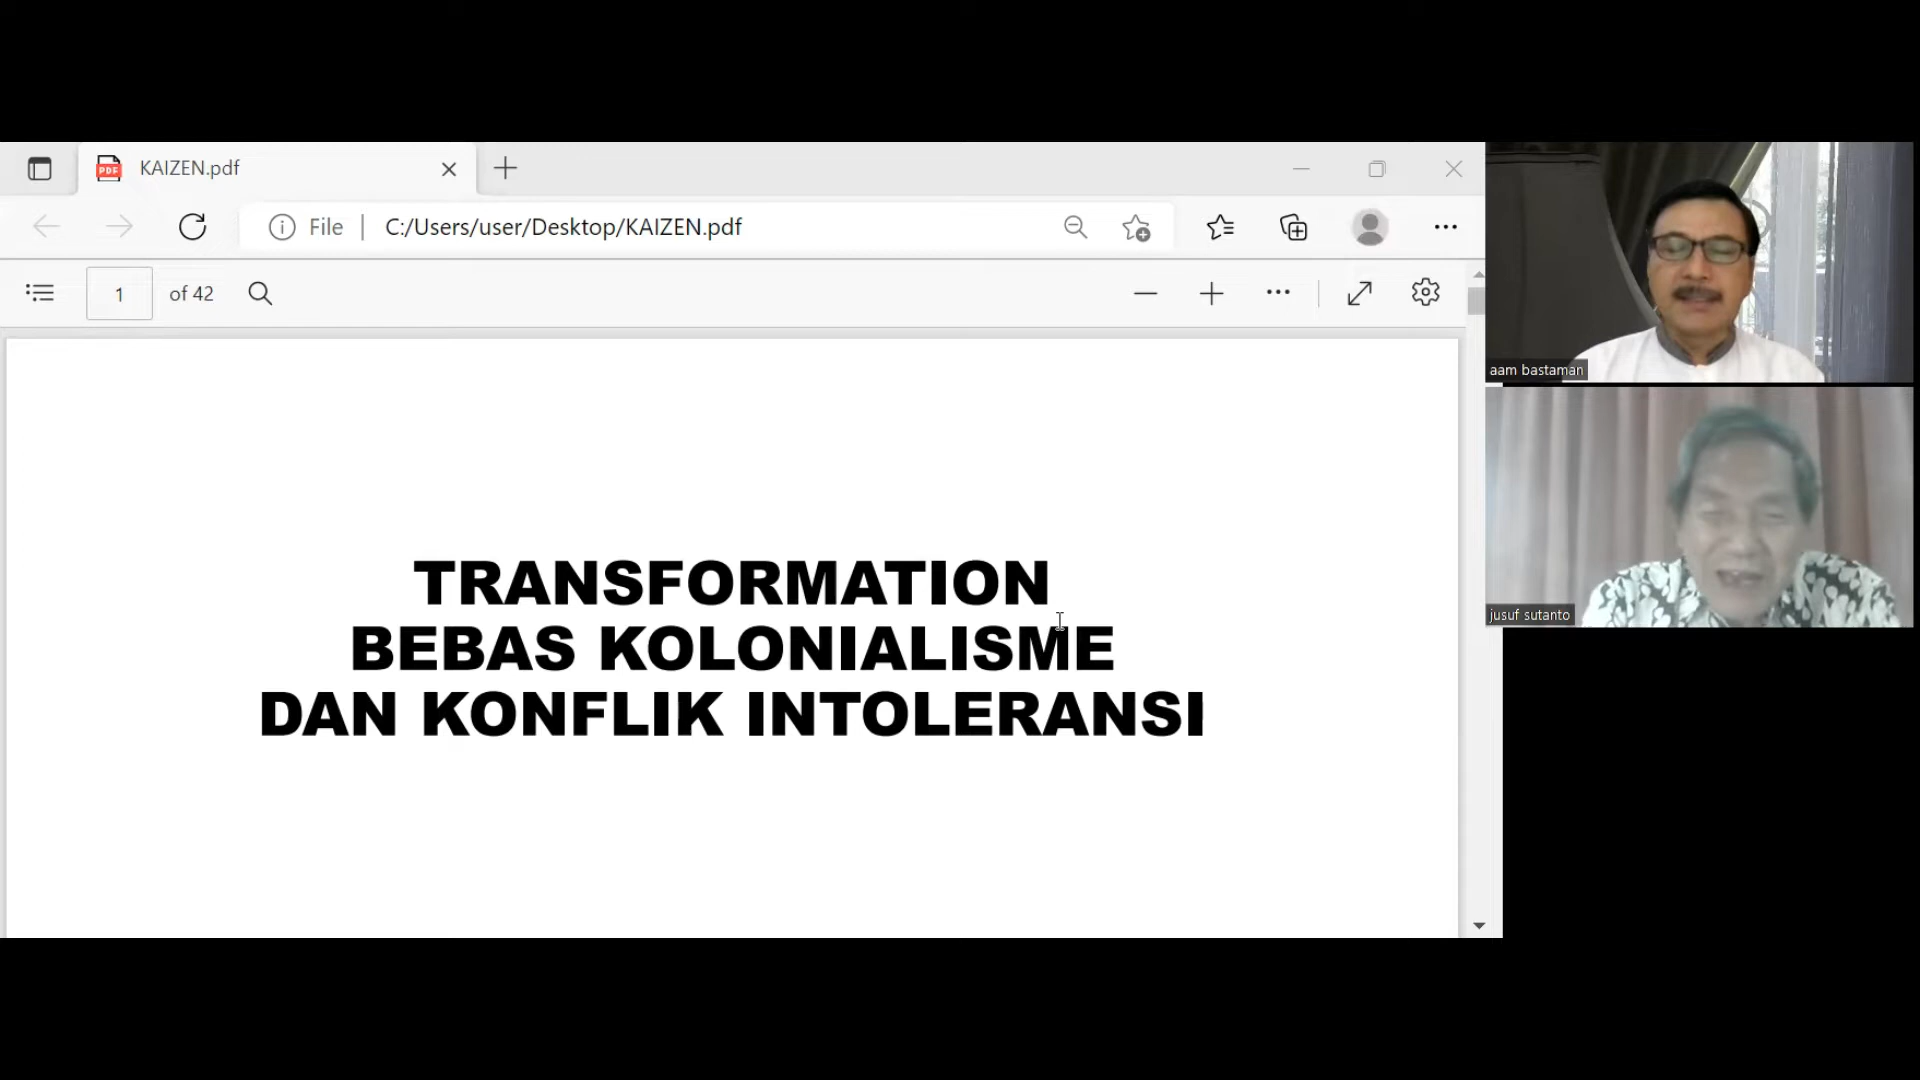 KAIZEN.pdf
File
C:/Users/user/Desktop/KAIZEN.pdf
1 of 42
TRANSFORMATION
BEBAS KOLONIALISME
DAN KONFLIK INTOLERANSI
PDF
aam bastaman
jusuf sutanto